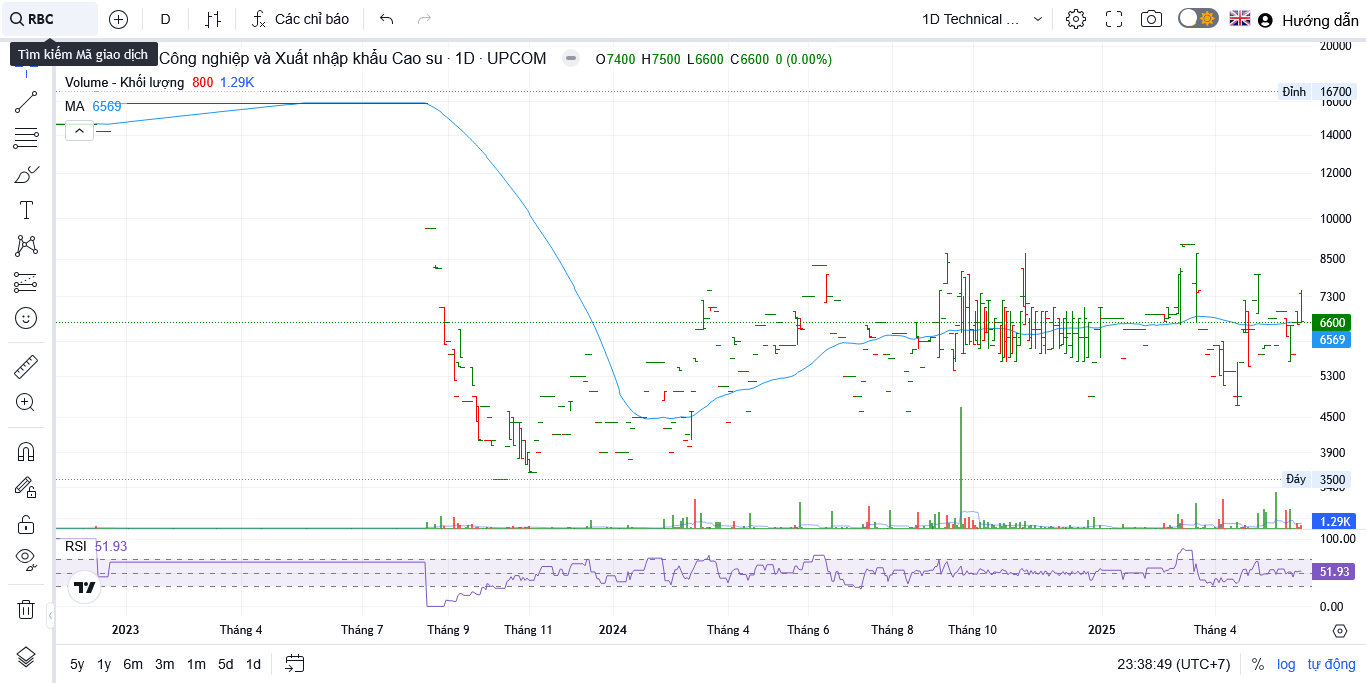 RBC
D
Các chỉ báo
1D Technical ...
Hướng dẫn
Tìm kiếm Mã giao dịch
Công nghiệp và Xuất nhập khẩu Cao su · 1D · UPCOM
O7400 H7500 L6600 C6600 0 (0.00%)
Volume - Khối lượng 800 1.29K
MA 6569
20000
Đỉnh 16700
16000
14000
12000
10000
8500
7300
6600
6569
5300
4500
3900
Đáy 3500
3400
1.29K
RSI 51.93
100.00
51.93
0.00
2023 Tháng 4 Tháng 7 Tháng 9 Tháng 11 2024 Tháng 4 Tháng 6 Tháng 8 Tháng 10 2025 Tháng 4
5y 1y 6m 3m 1m 5d 1d
23:38:49 (UTC+7) % log tự động